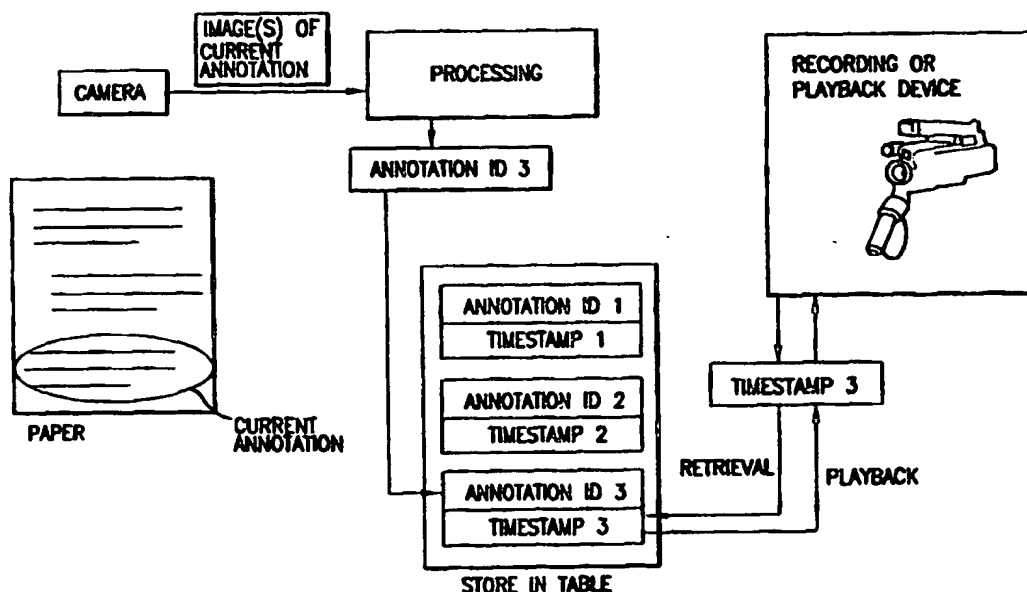 IMAGE(S) OF
CURRENT
ANNOTATION
CAMERA
PROCESSING
RECORDING OR
PLAYBACK DEVICE
ANNOTATION ID 3
ANNOTATION ID 1
TIMESTAMP 1
ANNOTATION ID 2
TIMESTAMP 2
ANNOTATION ID 3
TIMESTAMP 3
TIMESTAMP 3
RETRIEVAL
PLAYBACK
PAPER
CURRENT
ANNOTATION
STORE IN TABLE